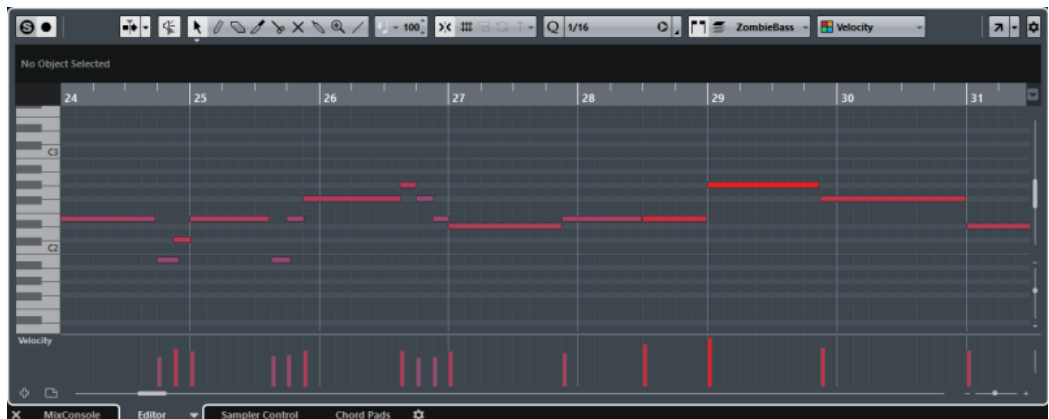 100 Q 1/16 ZombieBass Velocity
No Object Selected
24 25 26 27 28 29 30 31
C3
C2
Velocity
MixConsole Editor Sampler Control Chord Pads